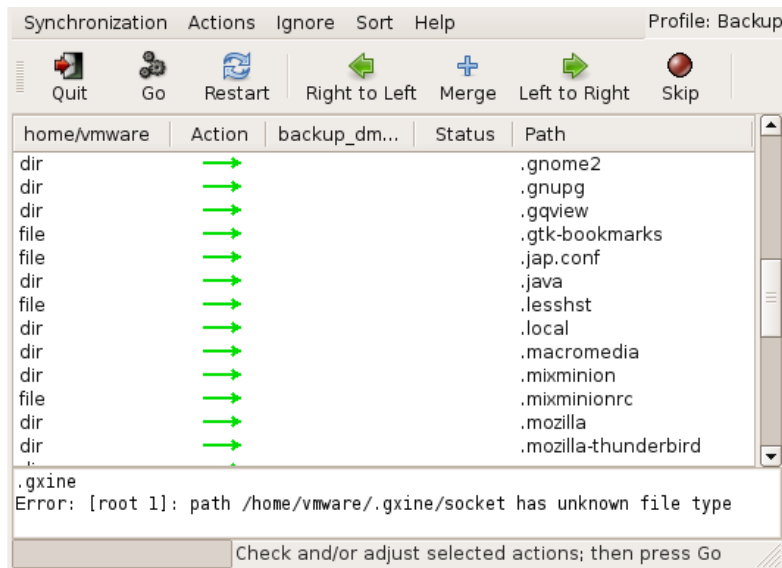 Synchronization Actions Ignore Sort Help Profile: Backup
Quit Go Restart Right to Left Merge Left to Right Skip
home/vmware Action backup_dm... Status Path
dir .gnome2
dir .gnupg
dir .gqview
file .gtk-bookmarks
file .jap.conf
dir .java
file .lesshst
dir .local
dir .macromedia
dir .mixminion
file .mixminionrc
dir .mozilla
dir .mozilla-thunderbird
.gxine
Error: [root 1]: path /home/vmware/.gxine/socket has unknown file type
Check and/or adjust selected actions; then press Go